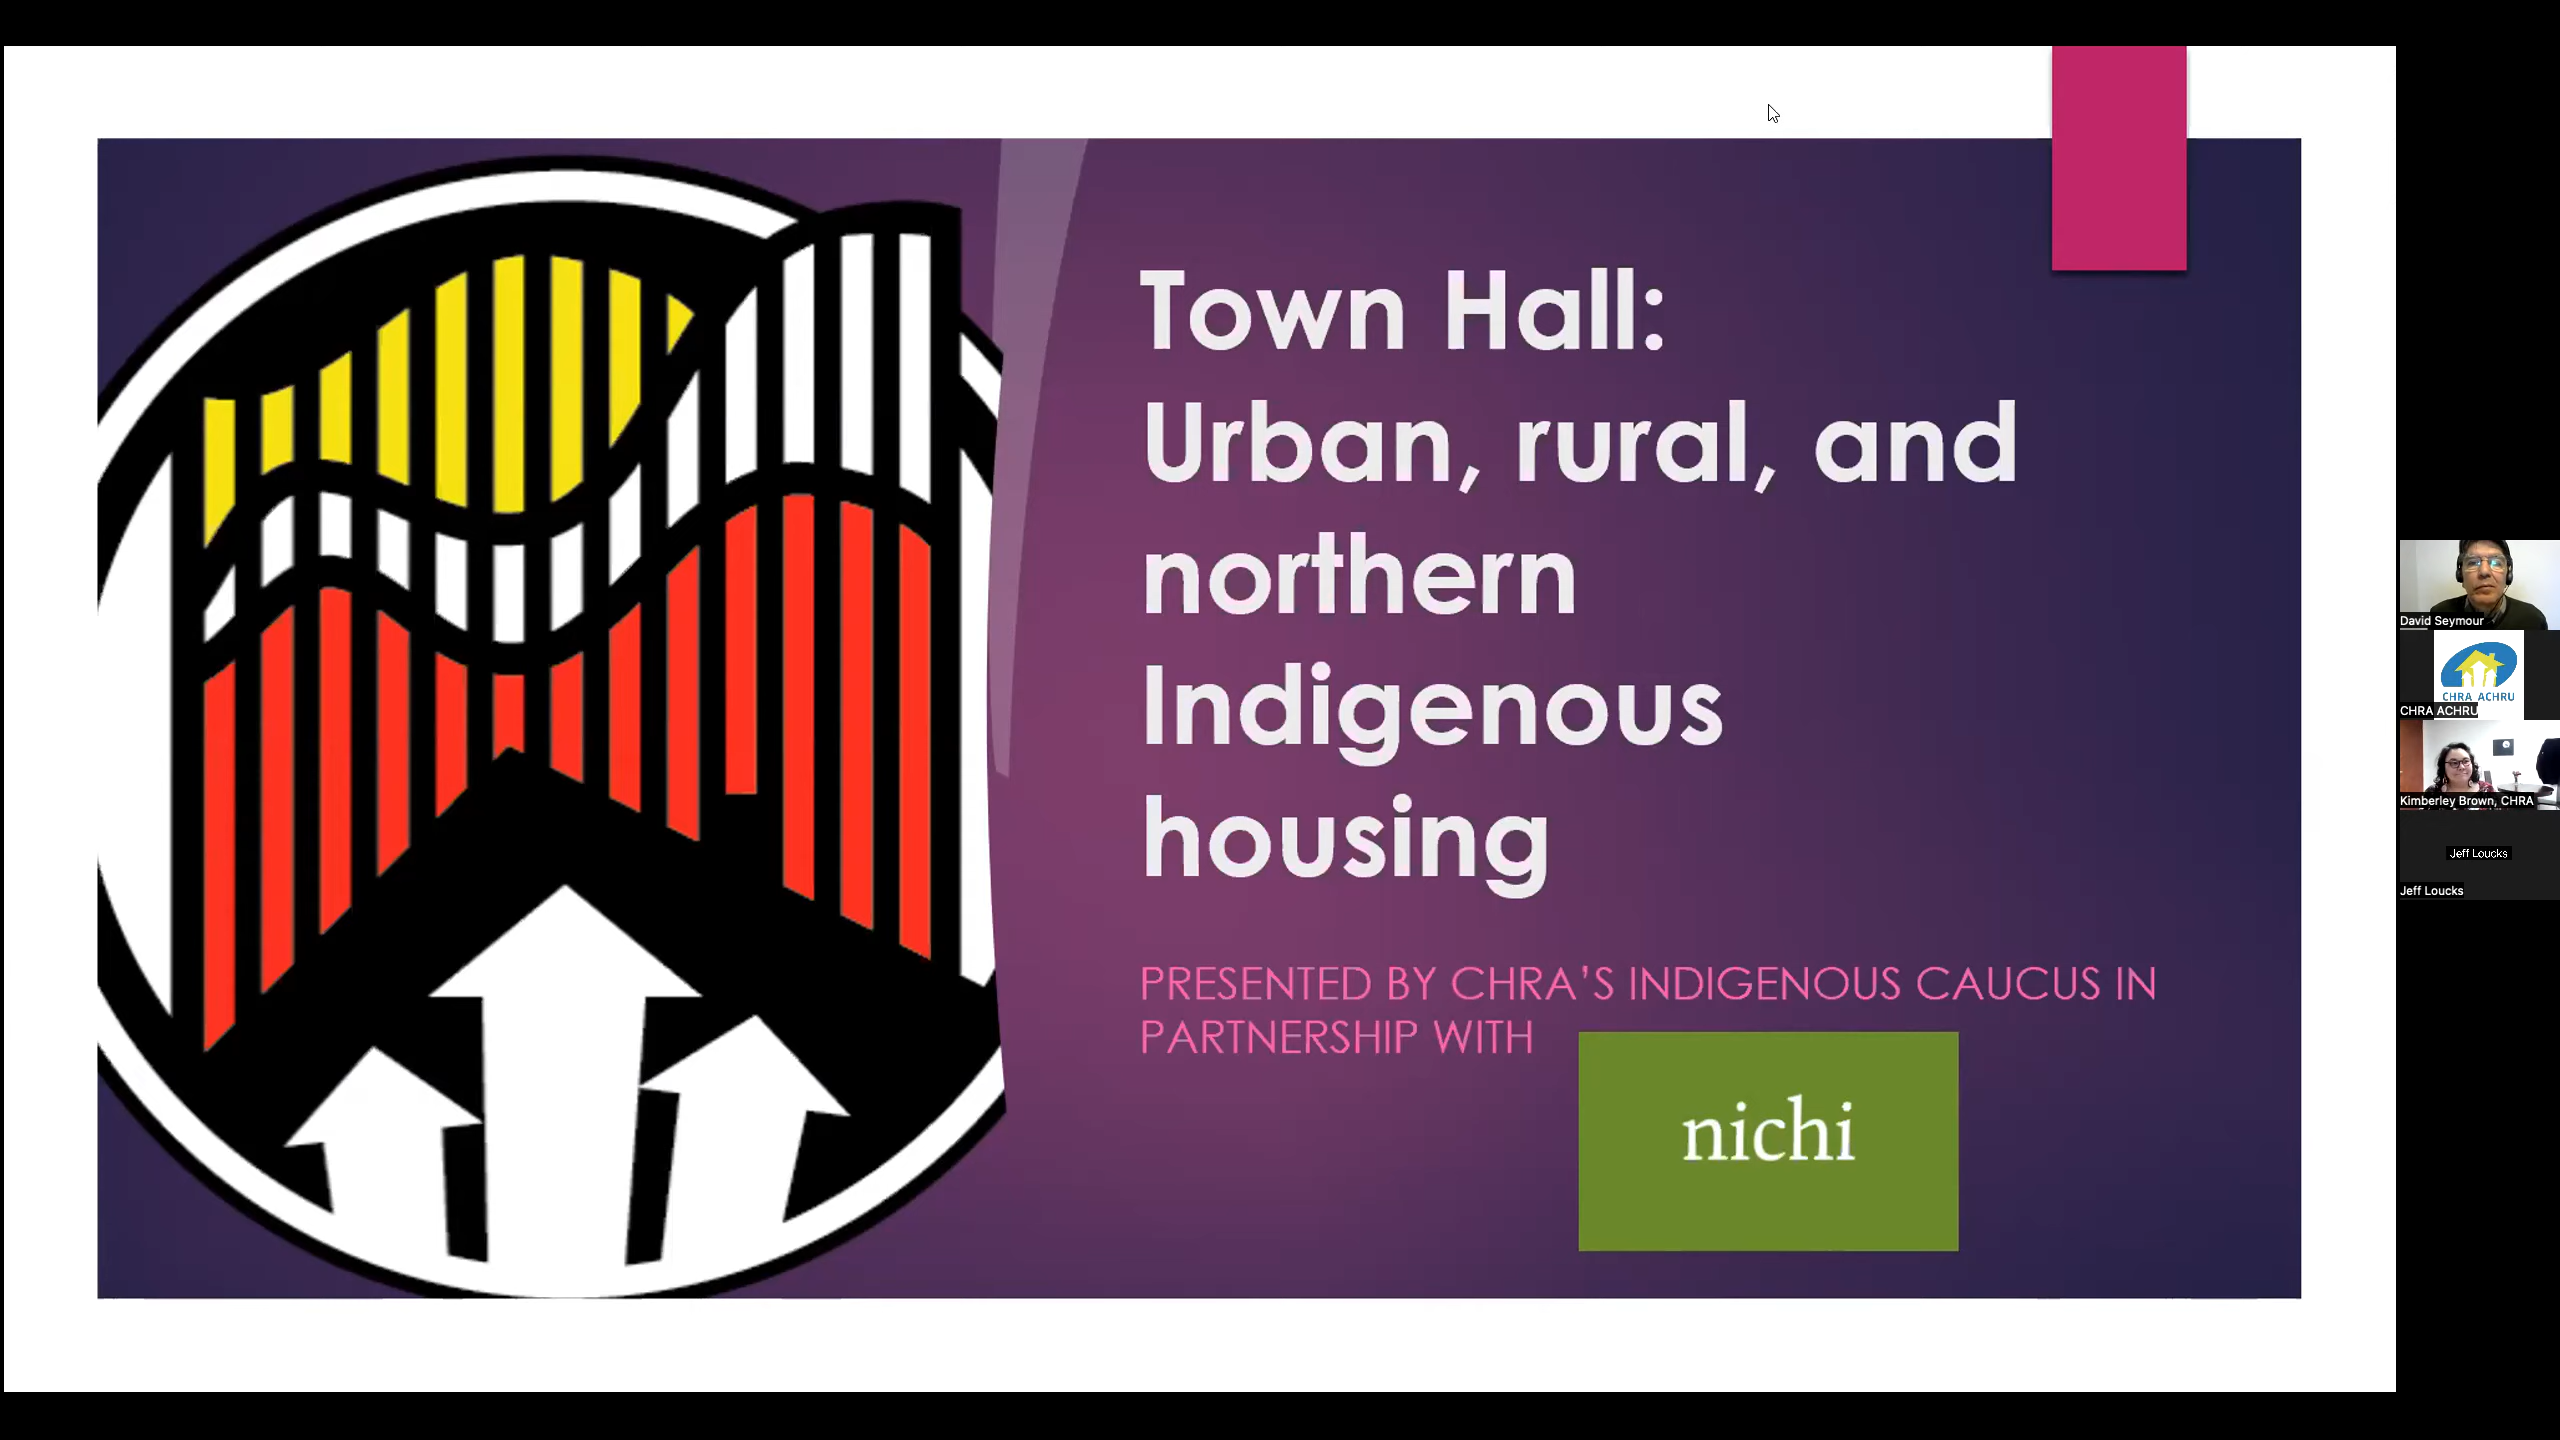 Town Hall:
Urban, rural, and
northern
Indigenous
housing
PRESENTED BY CHRA’S INDIGENOUS CAUCUS IN
PARTNERSHIP WITH
nichi
David Seymour
CHRA ACHRU
CHRA ACHRU
Kimberley Brown, CHRA
Jeff Loucks
Jeff Loucks